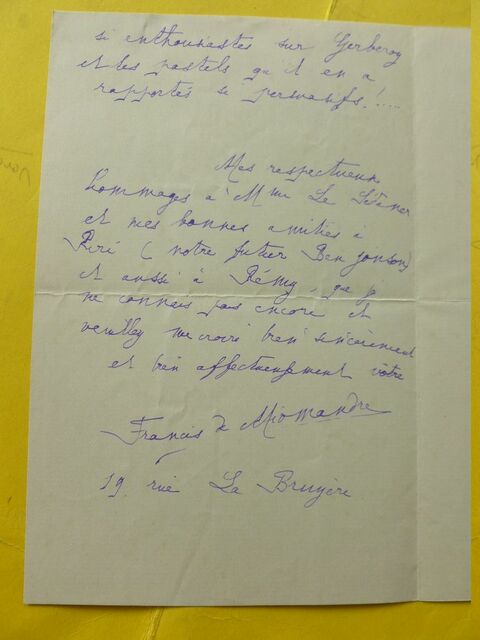 si enthousiastes sur Gerberoy
et les pastels qu'il en a
rapportés si persuasifs!....
Mes respectueux
hommages à Mme Le Sidaner
et mes bonnes amitiés à
(notre futur Ben Jonson)
et aussi à Rémy, que je
ne connais pas encore et
veuillez me croire bien sincèrement
et bien affectueusement vôtre
Francis de Miomandre
19 rue La Bruyère